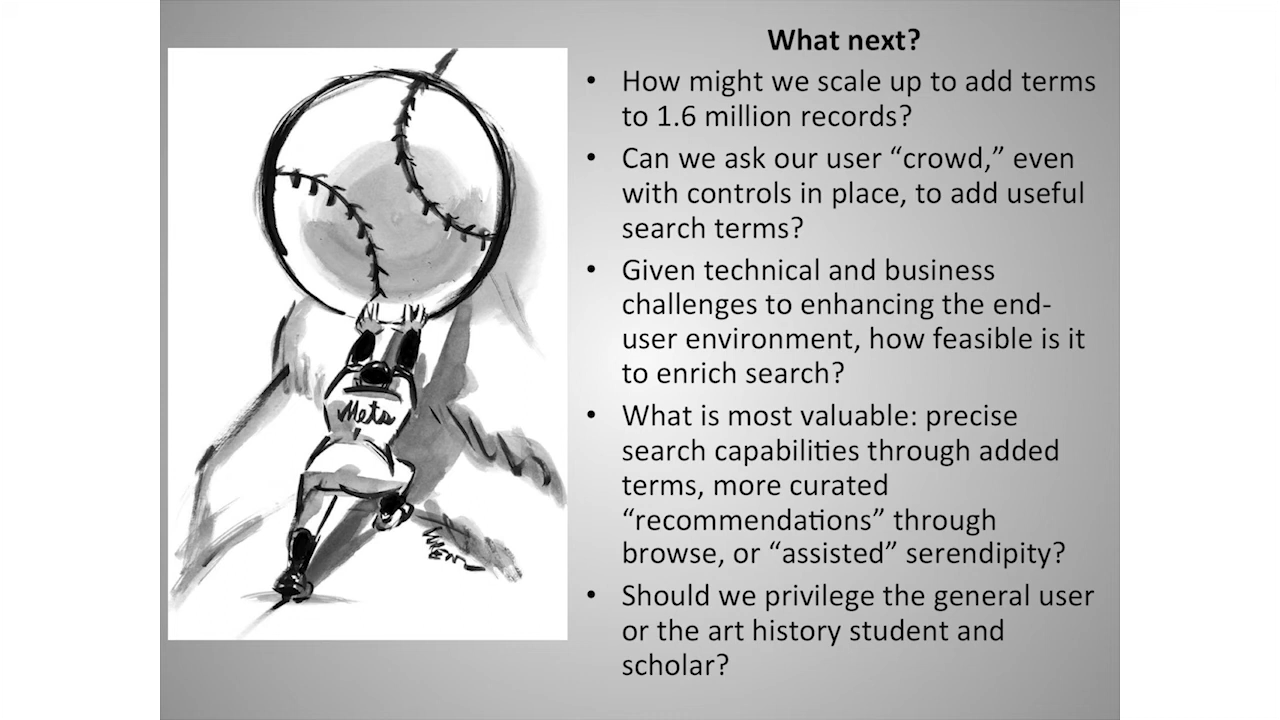 What next?
• How might we scale up to add terms
to 1.6 million records?
• Can we ask our user “crowd,” even
with controls in place, to add useful
search terms?
• Given technical and business
challenges to enhancing the end-
user environment, how feasible is it
to enrich search?
• What is most valuable: precise
search capabilities through added
terms, more curated
“recommendations” through
browse, or “assisted” serendipity?
• Should we privilege the general user
or the art history student and
scholar?
Mets